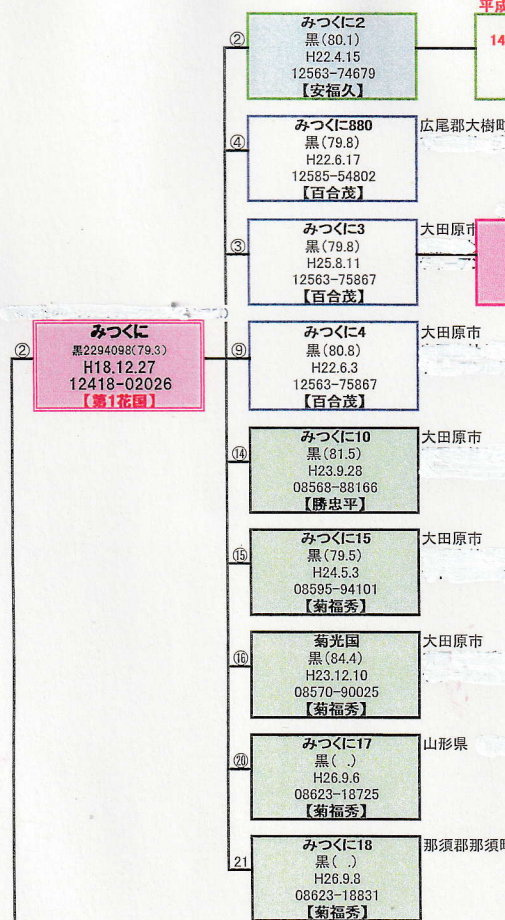 平成
14
②
みつくに2
黒(80.1)
H22.4.15
12563-74679
【安福久】
④
みつくに880
黒(79.8)
H22.6.17
12585-54802
【百合茂】
広尾郡大樹町
③
みつくに3
黒(79.8)
H25.8.11
12563-75867
【百合茂】
大田原市
②
みつくに
黒2294098(79.3)
H18.12.27
12418-02026
【第1花国】
⑨
みつくに4
黒(80.8)
H22.6.3
12563-75867
【百合茂】
大田原市
⑭
みつくに10
黒(81.5)
H23.9.28
08568-88166
【勝忠平】
大田原市
⑮
みつくに15
黒(79.5)
H24.5.3
08595-94101
【菊福秀】
大田原市
⑯
菊光国
黒(84.4)
H23.12.10
08570-90025
【菊福秀】
大田原市
⑳
みつくに17
黒( .)
H26.9.6
08623-18725
【菊福秀】
山形県
21
みつくに18
黒( .)
H26.9.8
08623-18831
【菊福秀】
那須郡那須町